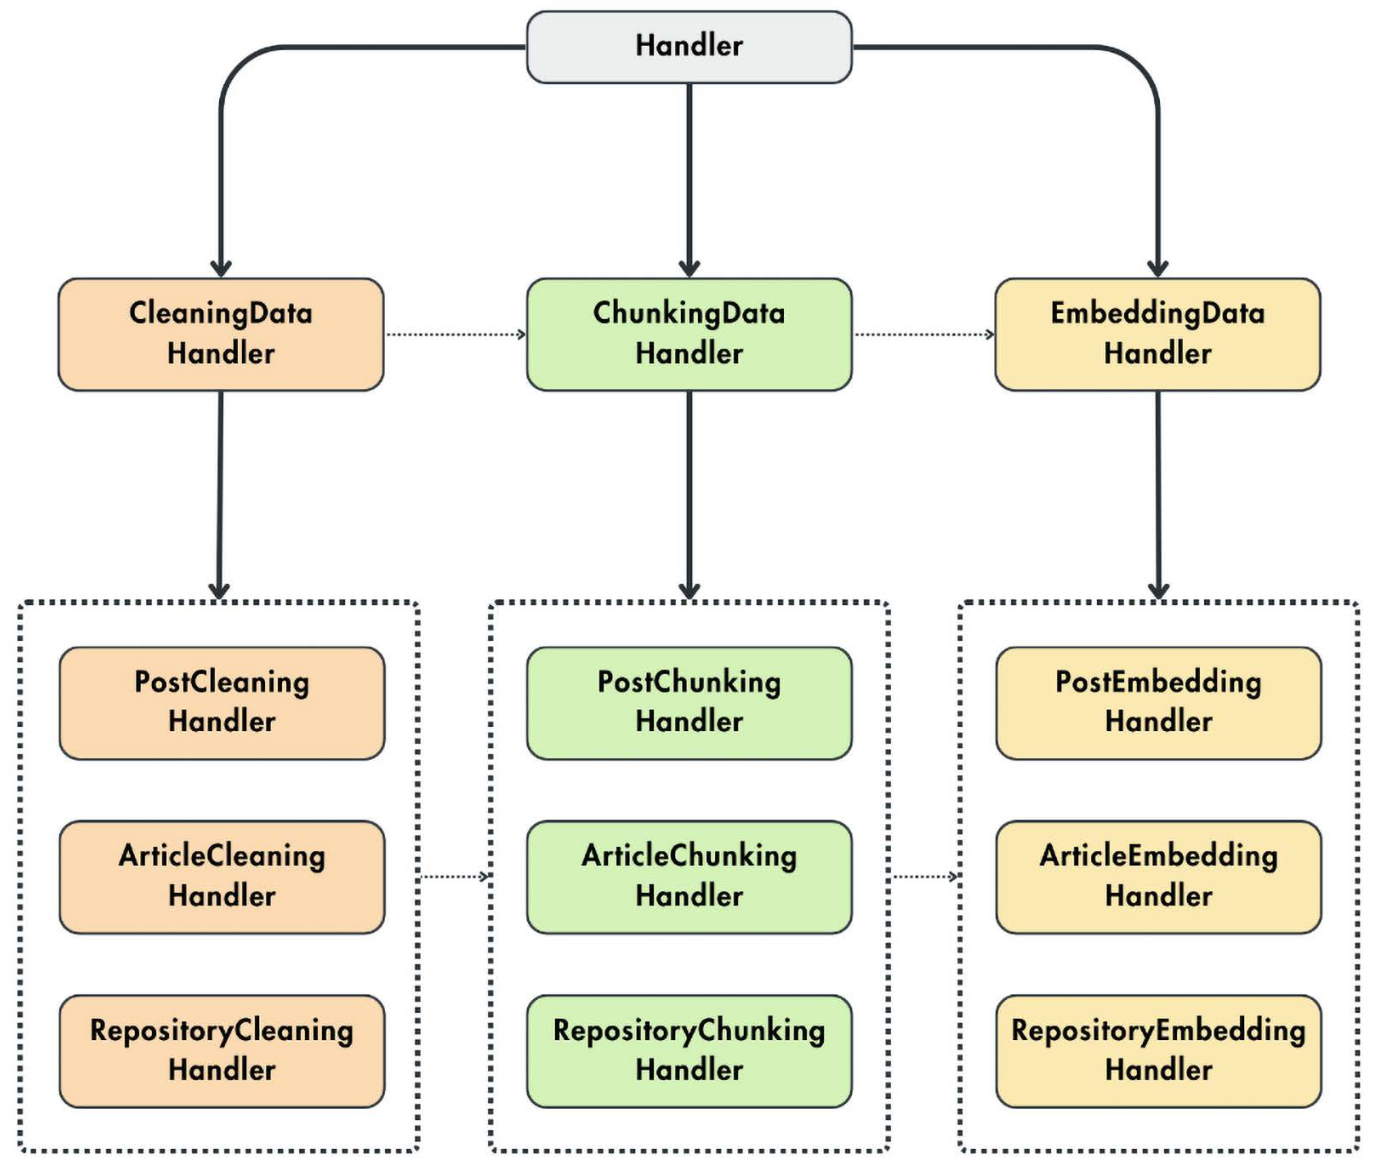 Handler
CleaningData
Handler
ChunkingData
Handler
EmbeddingData
Handler
PostCleaning
Handler
PostChunking
Handler
PostEmbedding
Handler
ArticleCleaning
Handler
ArticleChunking
Handler
ArticleEmbedding
Handler
RepositoryCleaning
Handler
RepositoryChunking
Handler
RepositoryEmbedding
Handler